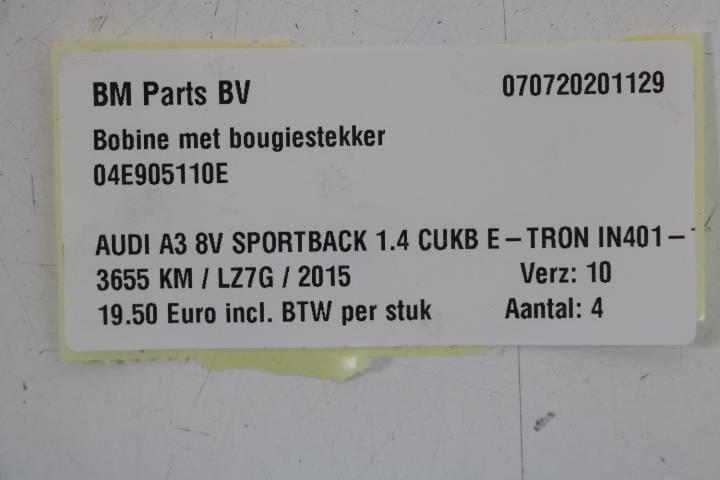 BM Parts BV 070720201129
Bobine met bougiestekker
04E905110E
AUDI A3 8V SPORTBACK 1.4 CUKB E-TRON IN401-
3655 KM / LZ7G / 2015 Verz: 10
19.50 Euro incl. BTW per stuk Aantal: 4